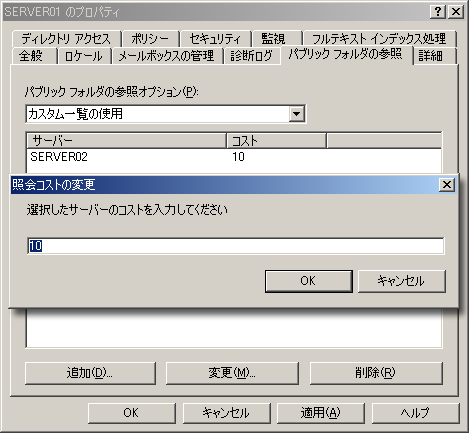 SERVER01 のプロパティ
ディレクトリ アクセス ポリシー セキュリティ 監視 フルテキスト インデックス処理
全般 ロケール メールボックスの管理 診断ログ パブリック フォルダの参照 詳細
パブリック フォルダの参照オプション(P):
カスタム一覧の使用
サーバー コスト
SERVER02 10
照会コストの変更
選択したサーバーのコストを入力してください
10
OK キャンセル
追加(D)... 変更(M)... 削除(R)
OK キャンセル 適用(A) ヘルプ